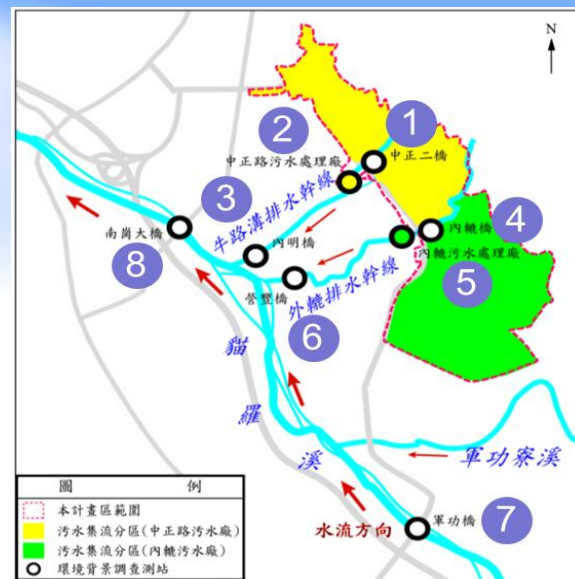 N
1
2
中正路污水處理廠
中正二橋
3
牛路溝排水幹線
南崗大橋
內明橋
內轆橋
4
內轆污水處理廠
5
8
營豐橋
外轆排水幹線
6
貓羅溪
軍功寮溪
水流方向
軍功橋
7
圖例
本計畫區範圍
污水集流分區(中正路污水廠)
污水集流分區(內轆污水廠)
環境背景調查測站